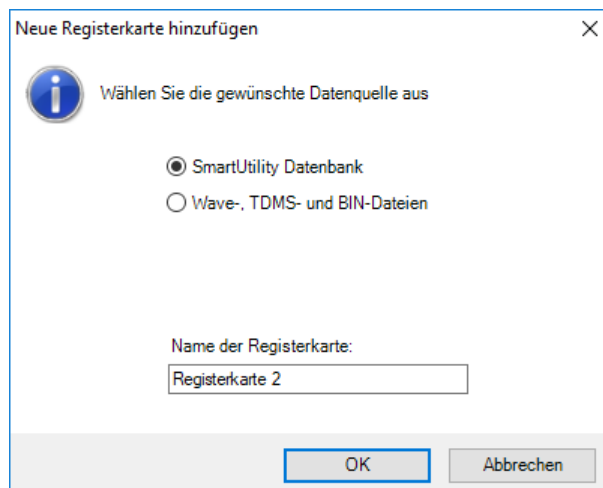 Neue Registerkarte hinzufügen
Wählen Sie die gewünschte Datenquelle aus
SmartUtility Datenbank
Wave-, TDMS- und BIN-Dateien
Name der Registerkarte:
Registerkarte 2
OK
Abbrechen